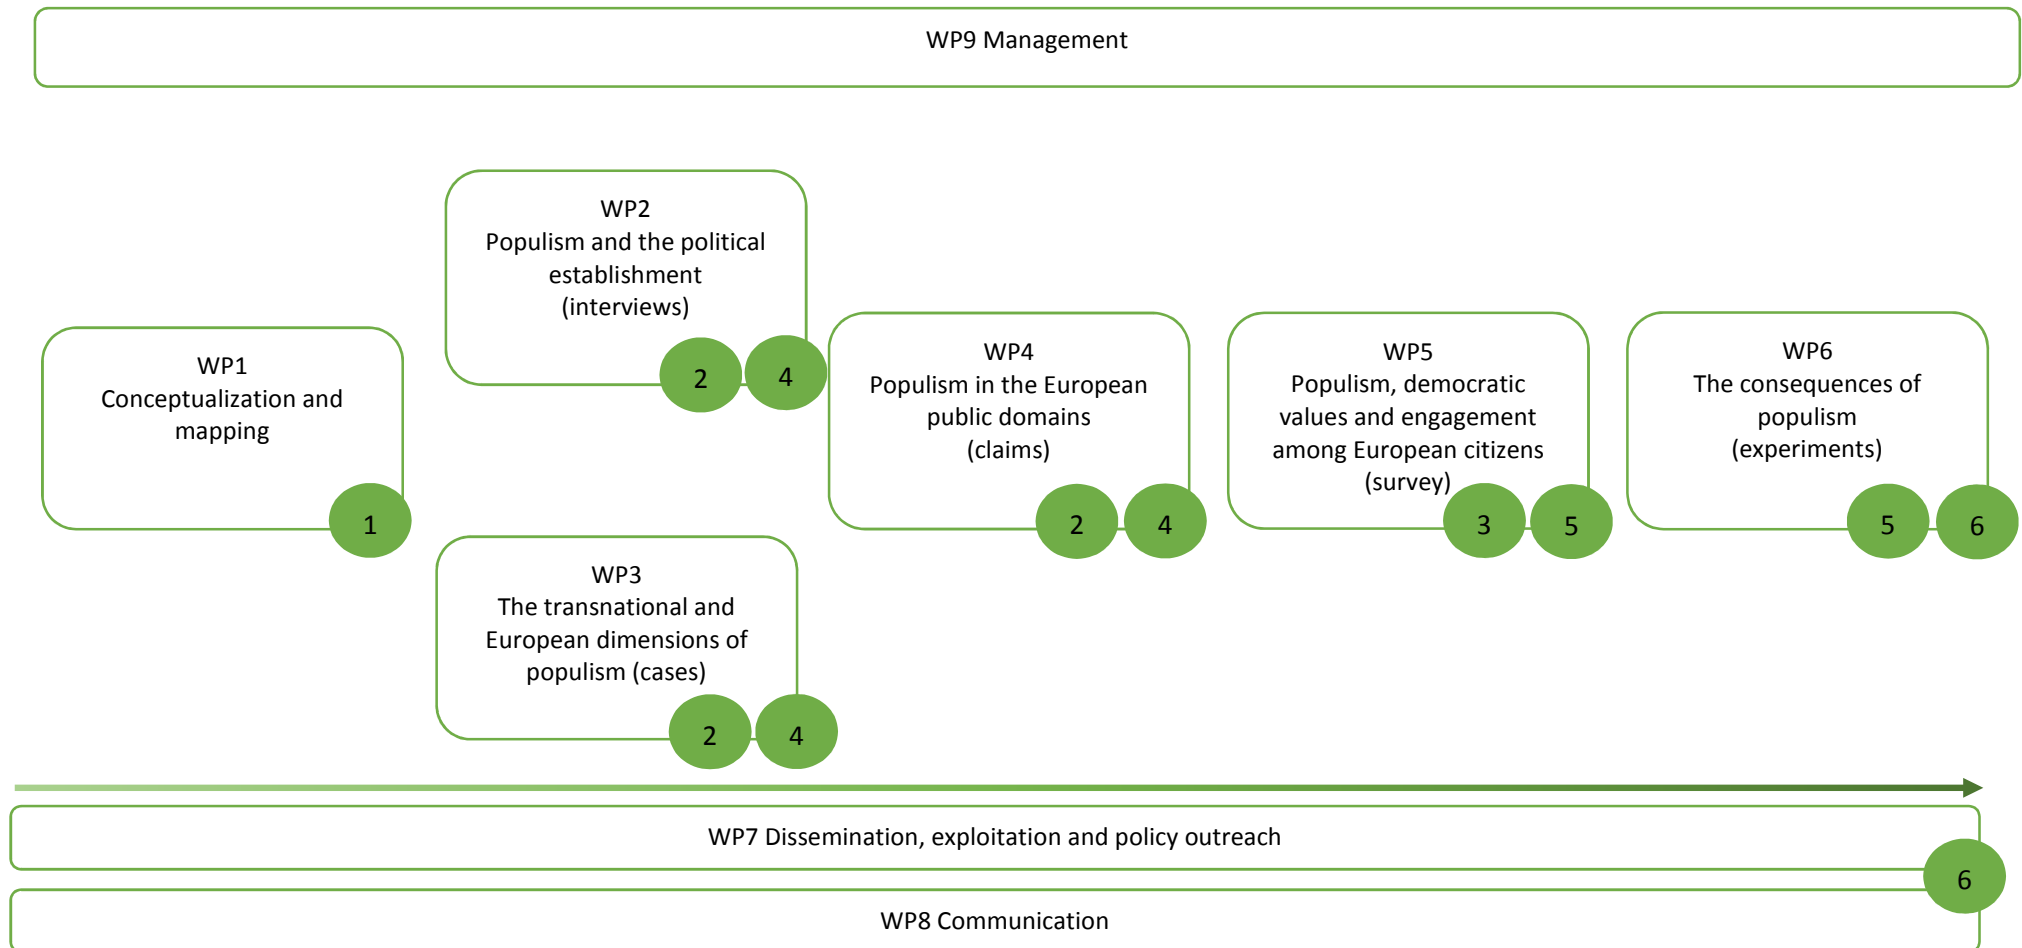 WP9 Management
WP1
Conceptualization and
mapping
1
WP2
Populism and the political
establishment
(interviews)
2 4
WP3
The transnational and
European dimensions of
populism (cases)
2 4
WP4
Populism in the European
public domains
(claims)
2 4
WP5
Populism, democratic
values and engagement
among European citizens
(survey)
3 5
WP6
The consequences of
populism
(experiments)
5 6
WP7 Dissemination, exploitation and policy outreach
6
WP8 Communication